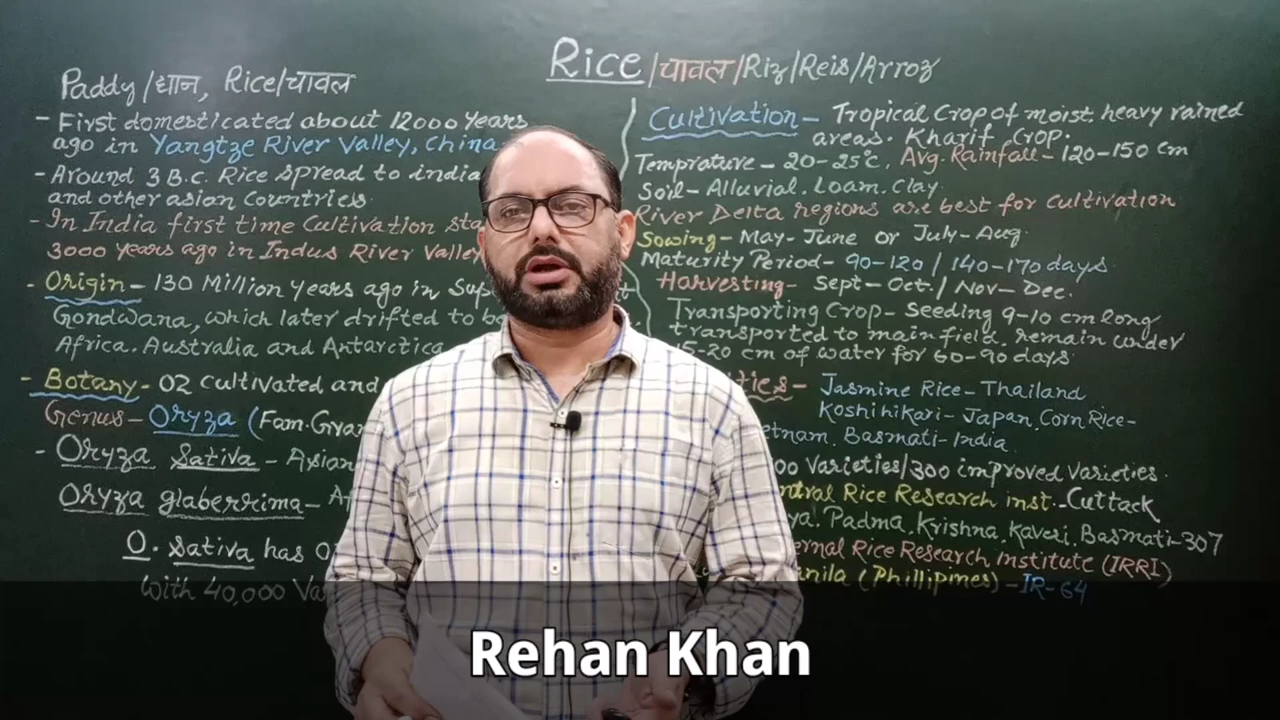 Rice/चावल/Riz/Reis/Arroz
Paddy/धान, Rice/चावल
- First domesticated about 12000 Years
ago in Yangtze River Valley, China
- Around 3 B.C. Rice spread to india
and other asian Countries
- In India first time Cultivation
3000 years ago in Indus River Valley
- Origin - 130 Million years ago in
Gondwana, which later drifted to
Africa. Australia and Antarctica
- Botany - 02 Cultivated and
Genus - Oryza (Fam.
- Oryza Sativa - Asian
Oryza glaberrima -
O. Sativa has
with 40,000
Cultivation - Tropical Crop of moist, heavy rained
areas. Kharif Crop.
Temprature - 20-25°c, Avg. Rainfall - 120-150 cm
Soil - Alluvial. Loam. Clay.
River Delta regions are best for cultivation
Sowing - May-June or July-Aug
Maturity Period - 90-120 / 140-170 days.
Harvesting - Sept-Oct. / Nov-Dec.
Transporting Crop - Seeding 9-10 cm long
transported to main field. remain under
15-20 cm of water for 60-90 days.
Jasmine Rice - Thailand
Koshihikari - Japan. Corn Rice -
Basmati - India
Varieties/300 improved varieties.
Rice Research inst. - Cuttack
Padma, Krishna, Kaveri, Basmati-307
Rice Research Institute (IRRI)
(Phillipines) - IR-64
Rehan Khan